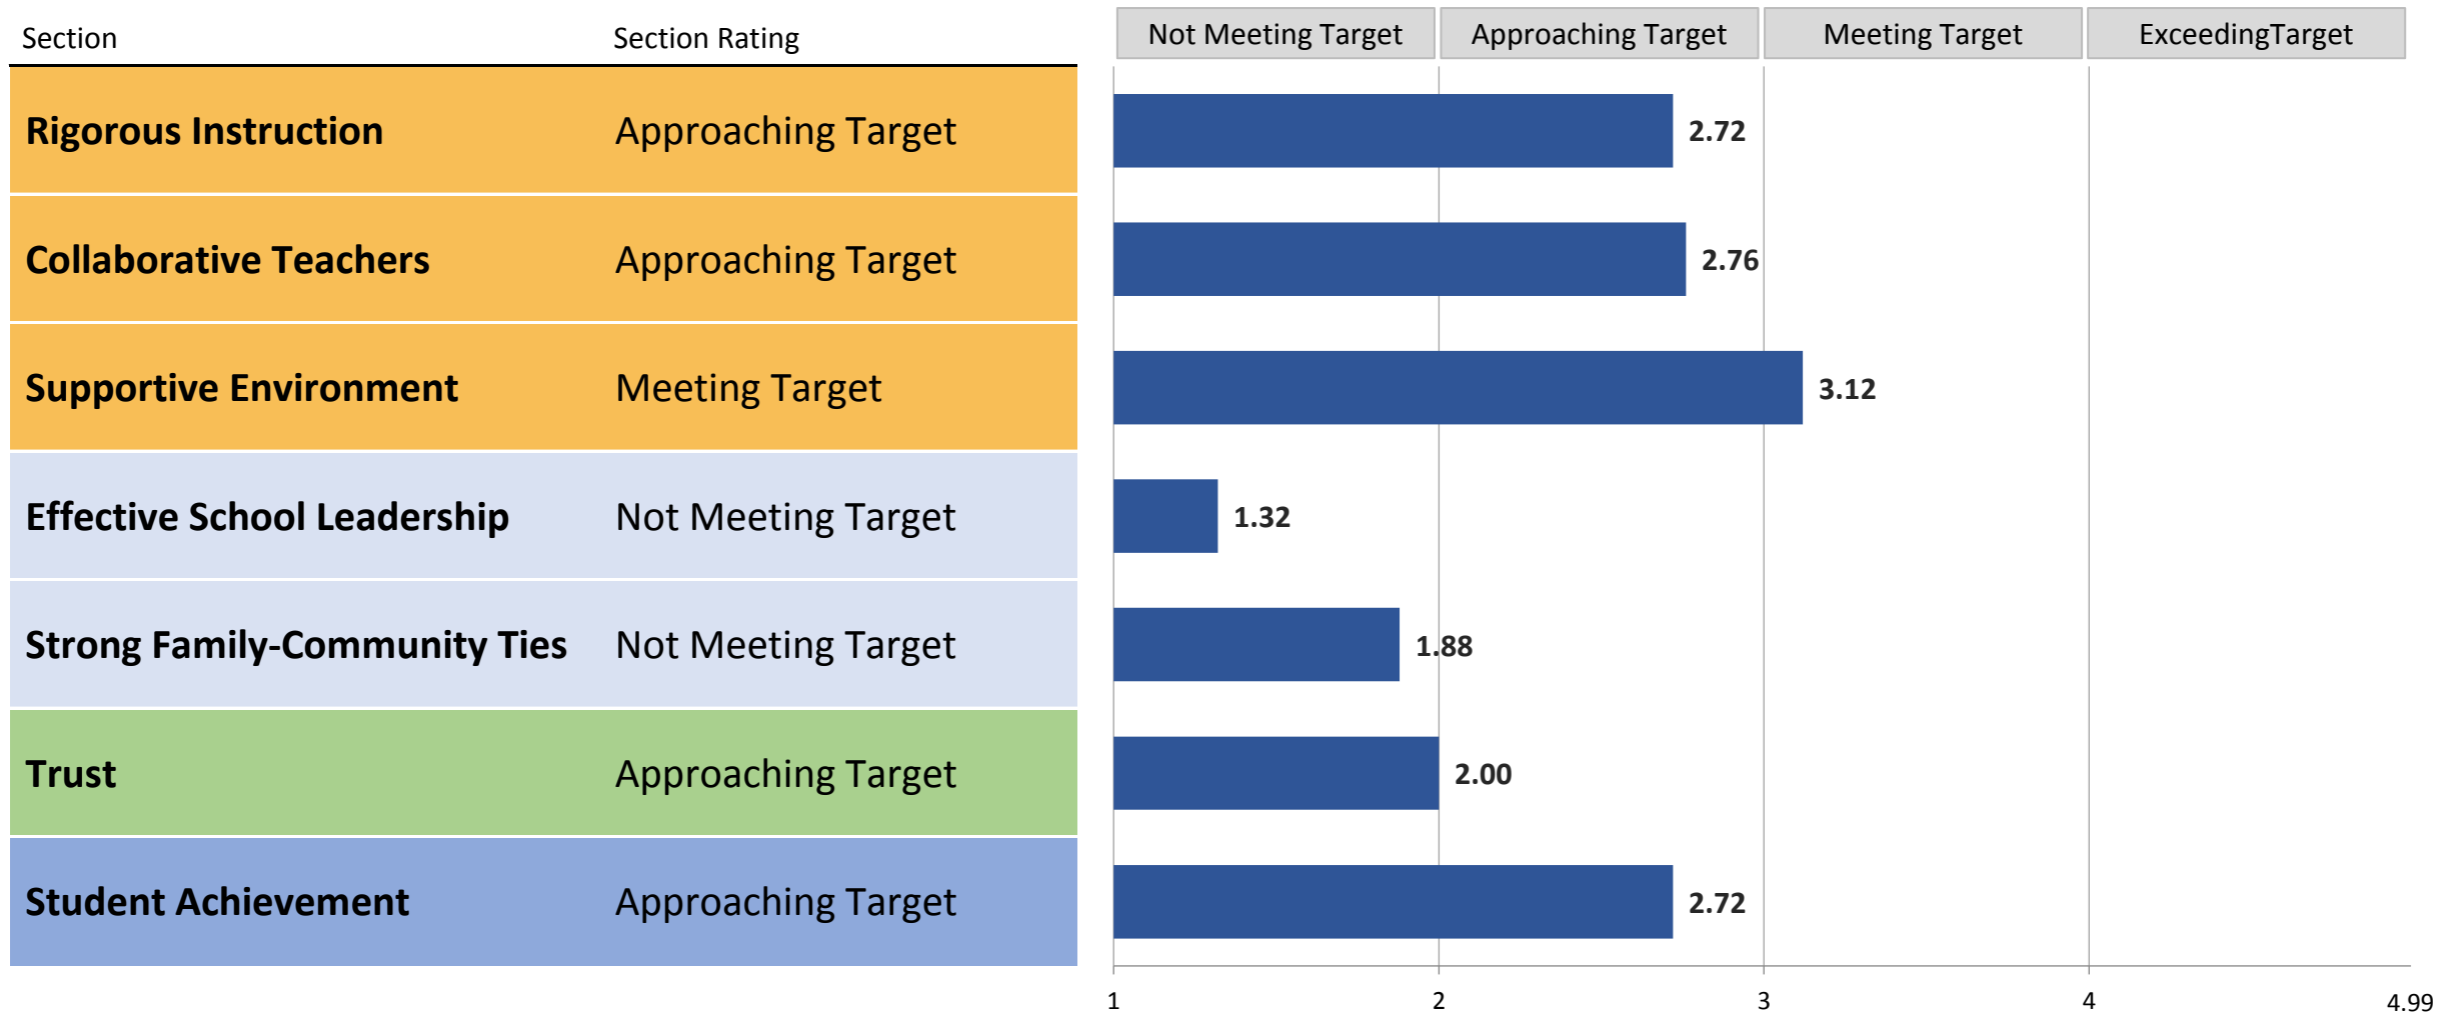 Section Section Rating Not Meeting Target Approaching Target Meeting Target ExceedingTarget
Rigorous Instruction Approaching Target 2.72
Collaborative Teachers Approaching Target 2.76
Supportive Environment Meeting Target 3.12
Effective School Leadership Not Meeting Target 1.32
Strong Family-Community Ties Not Meeting Target 1.88
Trust Approaching Target 2.00
Student Achievement Approaching Target 2.72
1 2 3 4 4.99